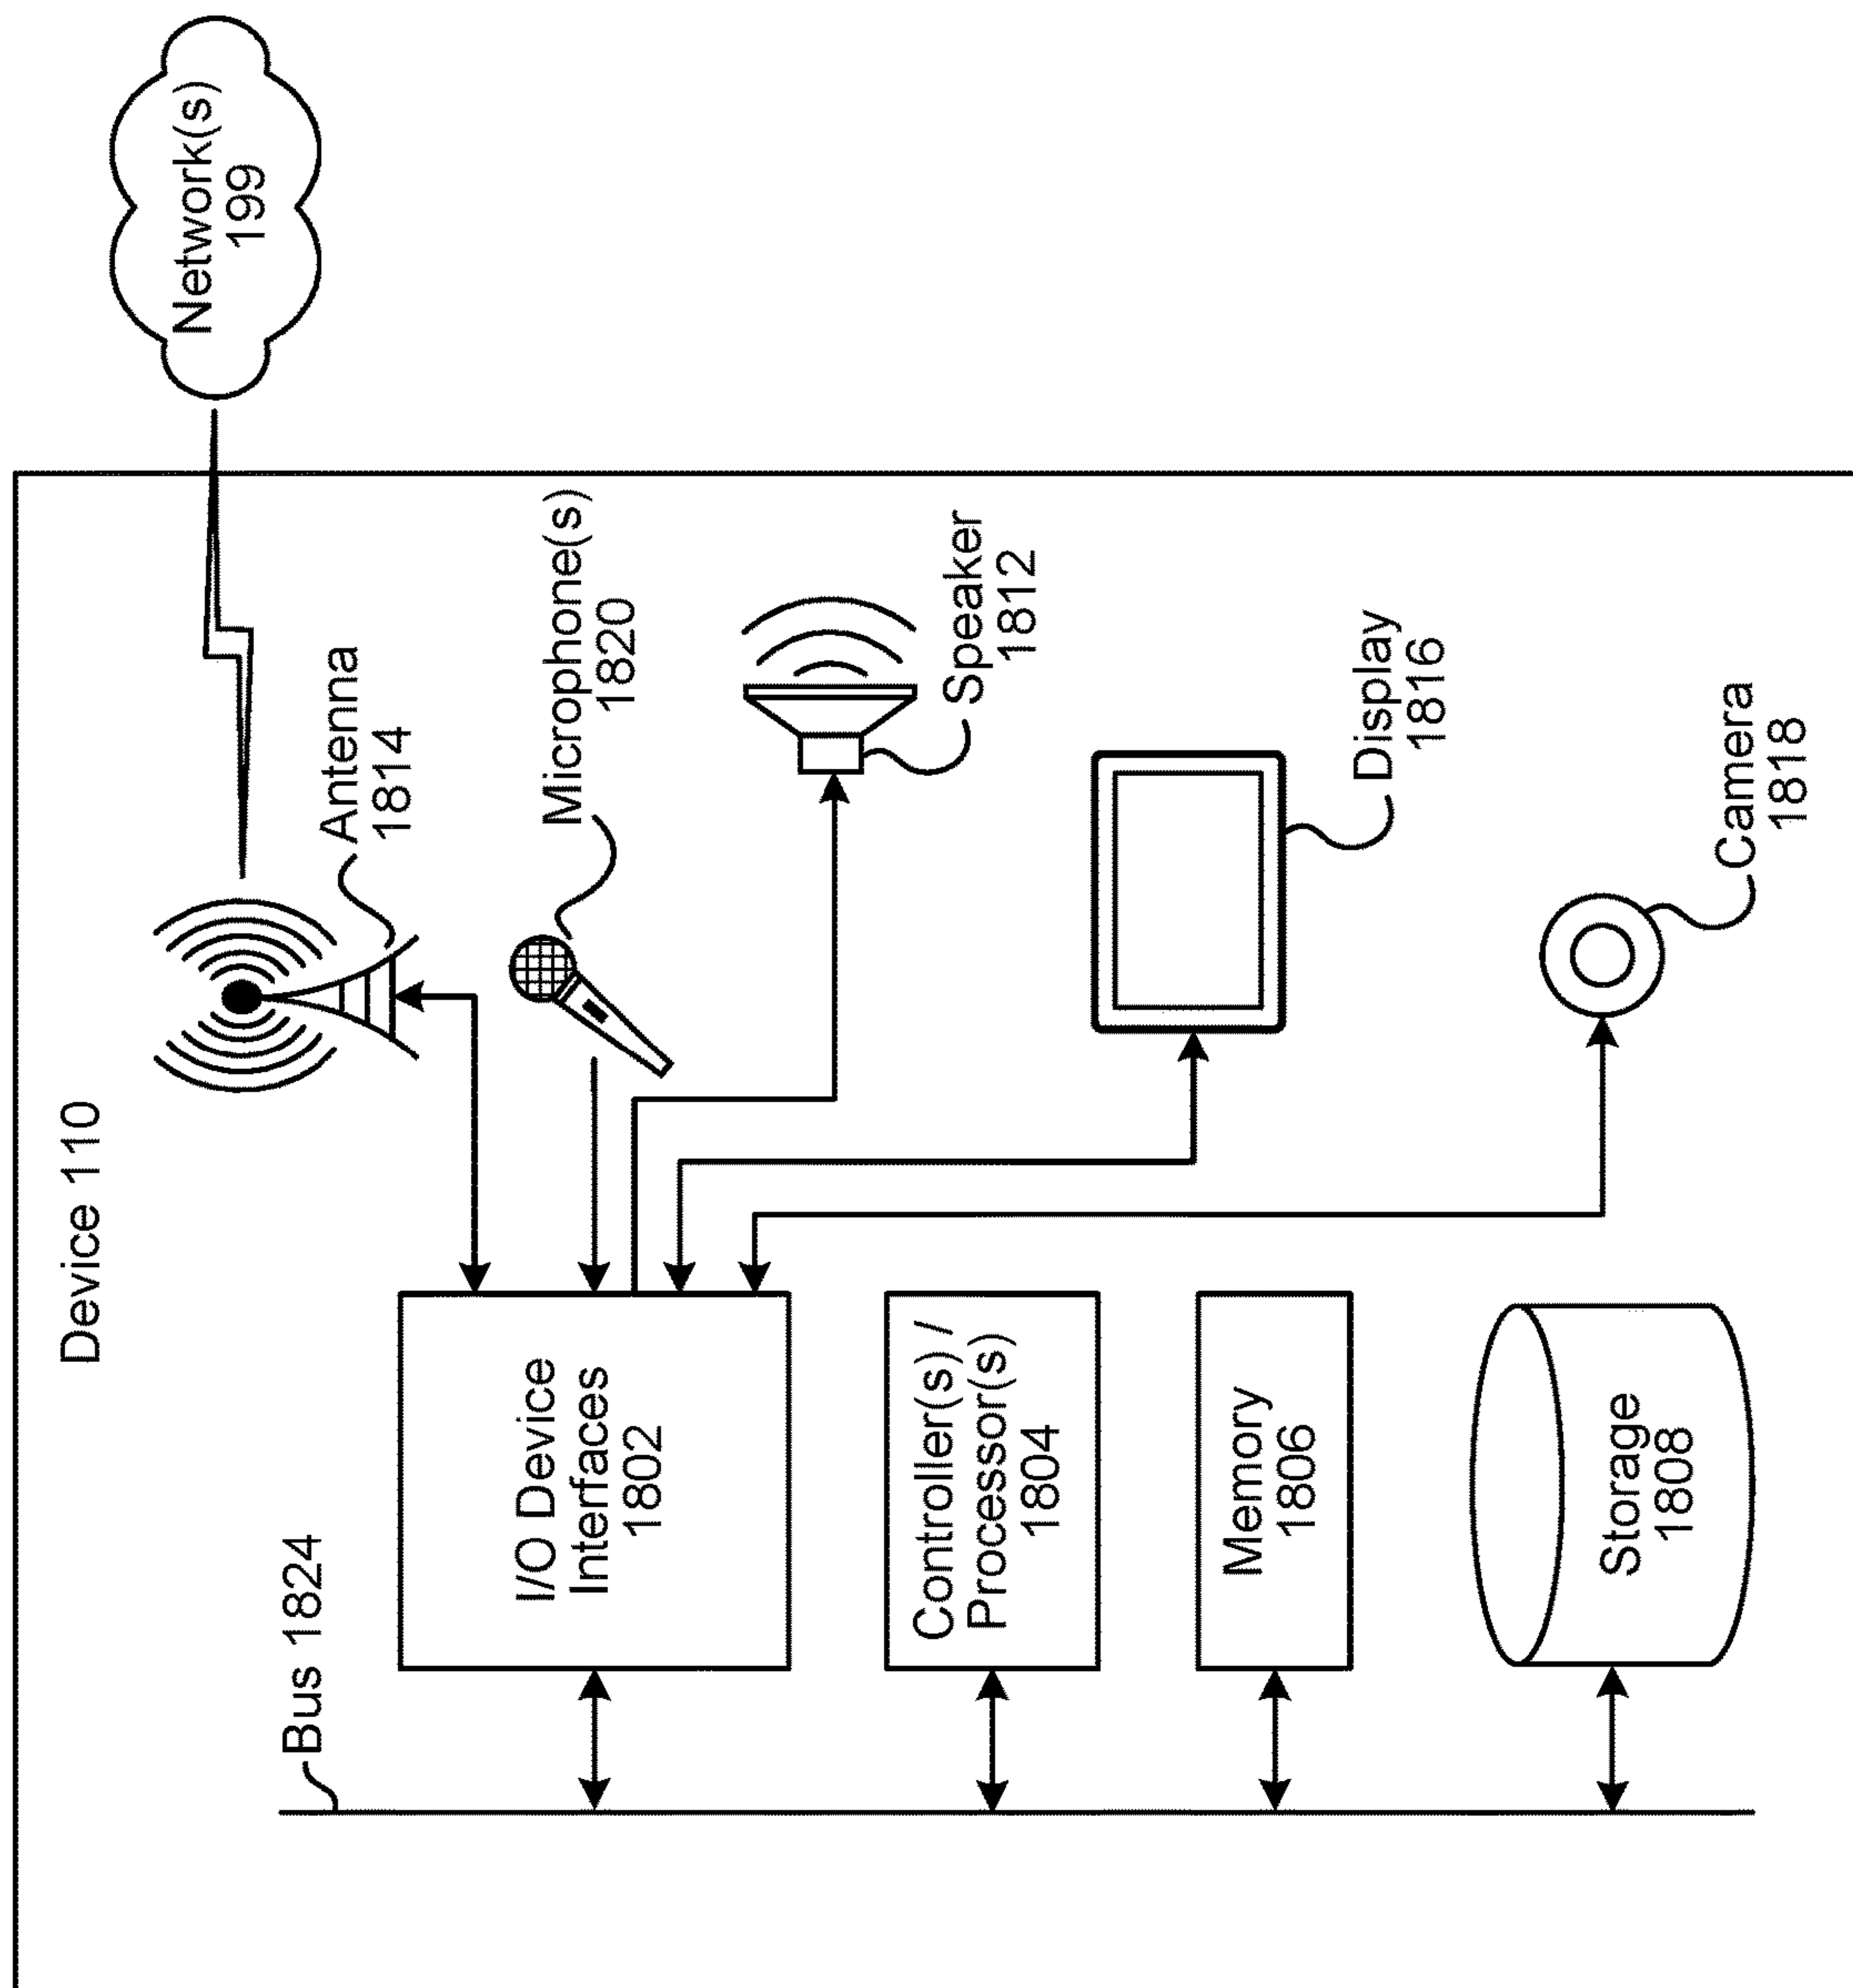 Device 110
Network(s)
199
Bus 1824
Antenna
1814
I/O Device
Interfaces
1802
Microphone(s)
1820
Controller(s) /
Processor(s)
1804
Speaker
1812
Memory
1806
Display
1816
Storage
1808
Camera
1818